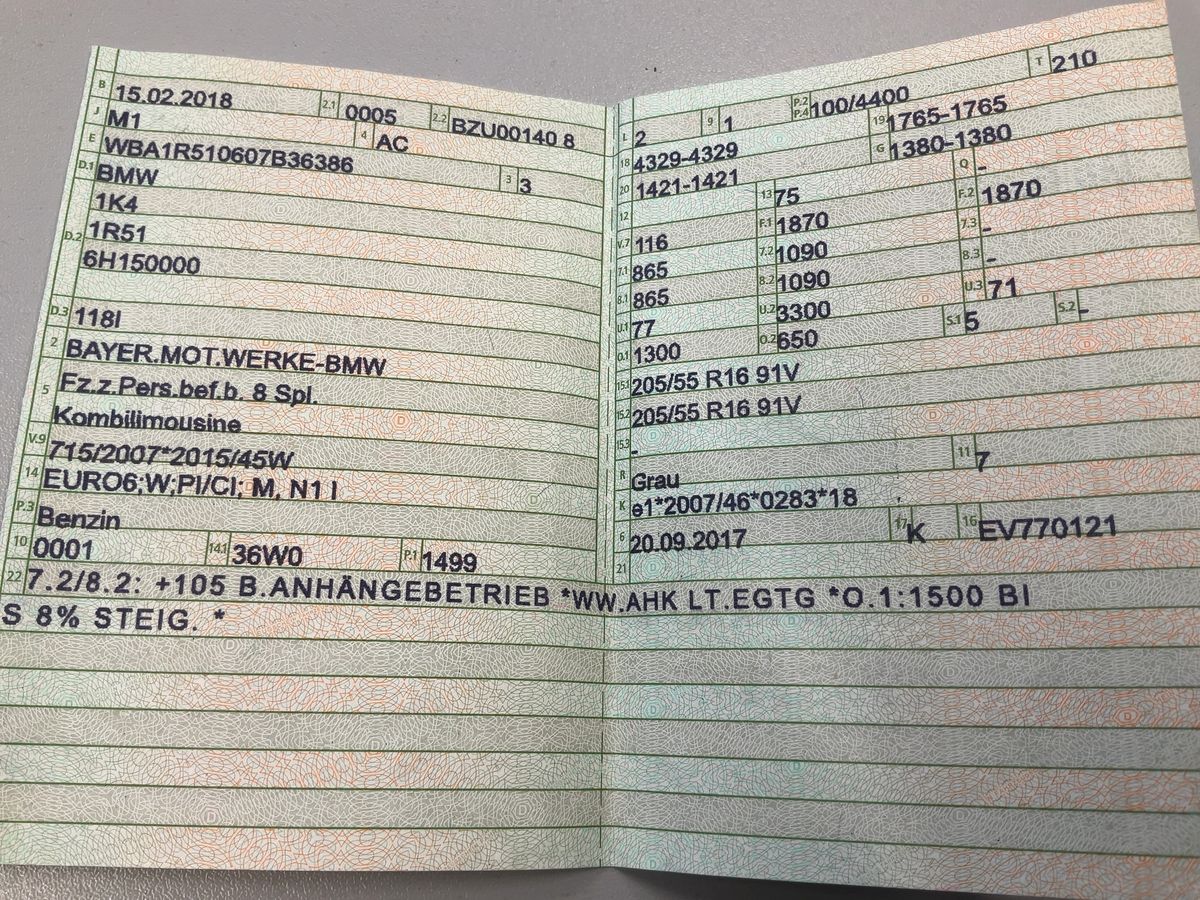 B 15.02.2018 2.1 0005 2.2 BZU00140 8
J M1 4 AC
E WBA1R510607B36386 3 3
D.1 BMW
1K4
D.2 1R51
6H150000
D.3 118I
2 BAYER.MOT.WERKE-BMW
5 Fz.z.Pers.bef.b. 8 Spl.
Kombilimousine
V.9 715/2007*2015/45W
14 EURO6;W;PI/CI; M, N1 I
P.3 Benzin
10 0001 14.1 36W0 P.1 1499
L 2 9 1 P.2 P.4 100/4400 T 210
18 4329-4329 19 1765-1765
20 1421-1421 G 1380-1380
12 13 75 Q -
V.7 116 F.1 1870 F.2 1870
7.1 865 7.2 1090 7.3 -
8.1 865 8.2 1090 8.3 -
U.1 77 U.2 3300 U.3 71
O.1 1300 O.2 650 S.1 5 S.2 -
15.1 205/55 R16 91V
15.2 205/55 R16 91V
15.3 -
R Grau 11 7
K e1*2007/46*0283*18
6 20.09.2017 17 K 16 EV770121
21
22 7.2/8.2: +105 B.ANHÄNGEBETRIEB *WW.AHK LT.EGTG *O.1:1500 BI
S 8% STEIG. *